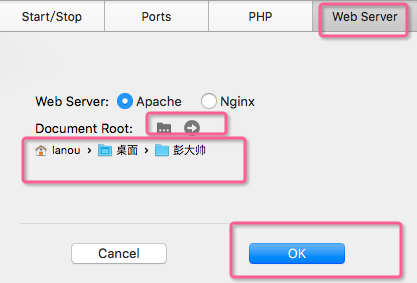 Start/Stop Ports PHP Web Server
Web Server: Apache Nginx
Document Root:
lanou › 桌面 › 彭大帅
Cancel OK